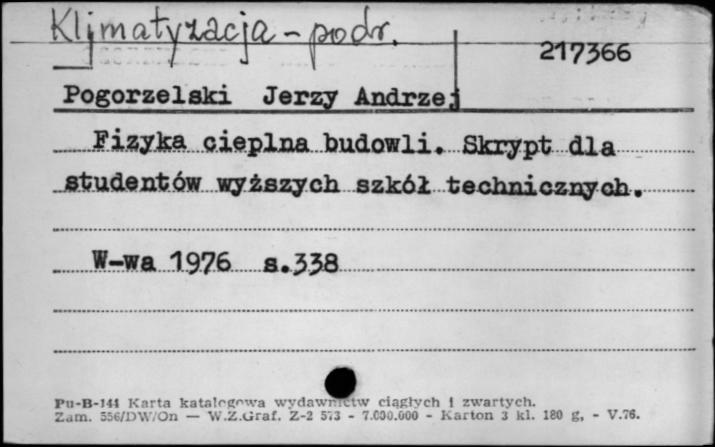 Klimatyzacja - podr.
217366
Pogorzelski Jerzy Andrzej
Fizyka cieplna budowli. Skrypt dla
studentów wyższych szkół technicznych.
W-wa 1976 s.338
Pu-B-144 Karta katalogowa wydawnictw ciągłych i zwartych.
Zam. 556/DW/On — W.Z.Graf. Z-2 573 - 7.000.000 - Karton 3 kl. 180 g, - V.76.